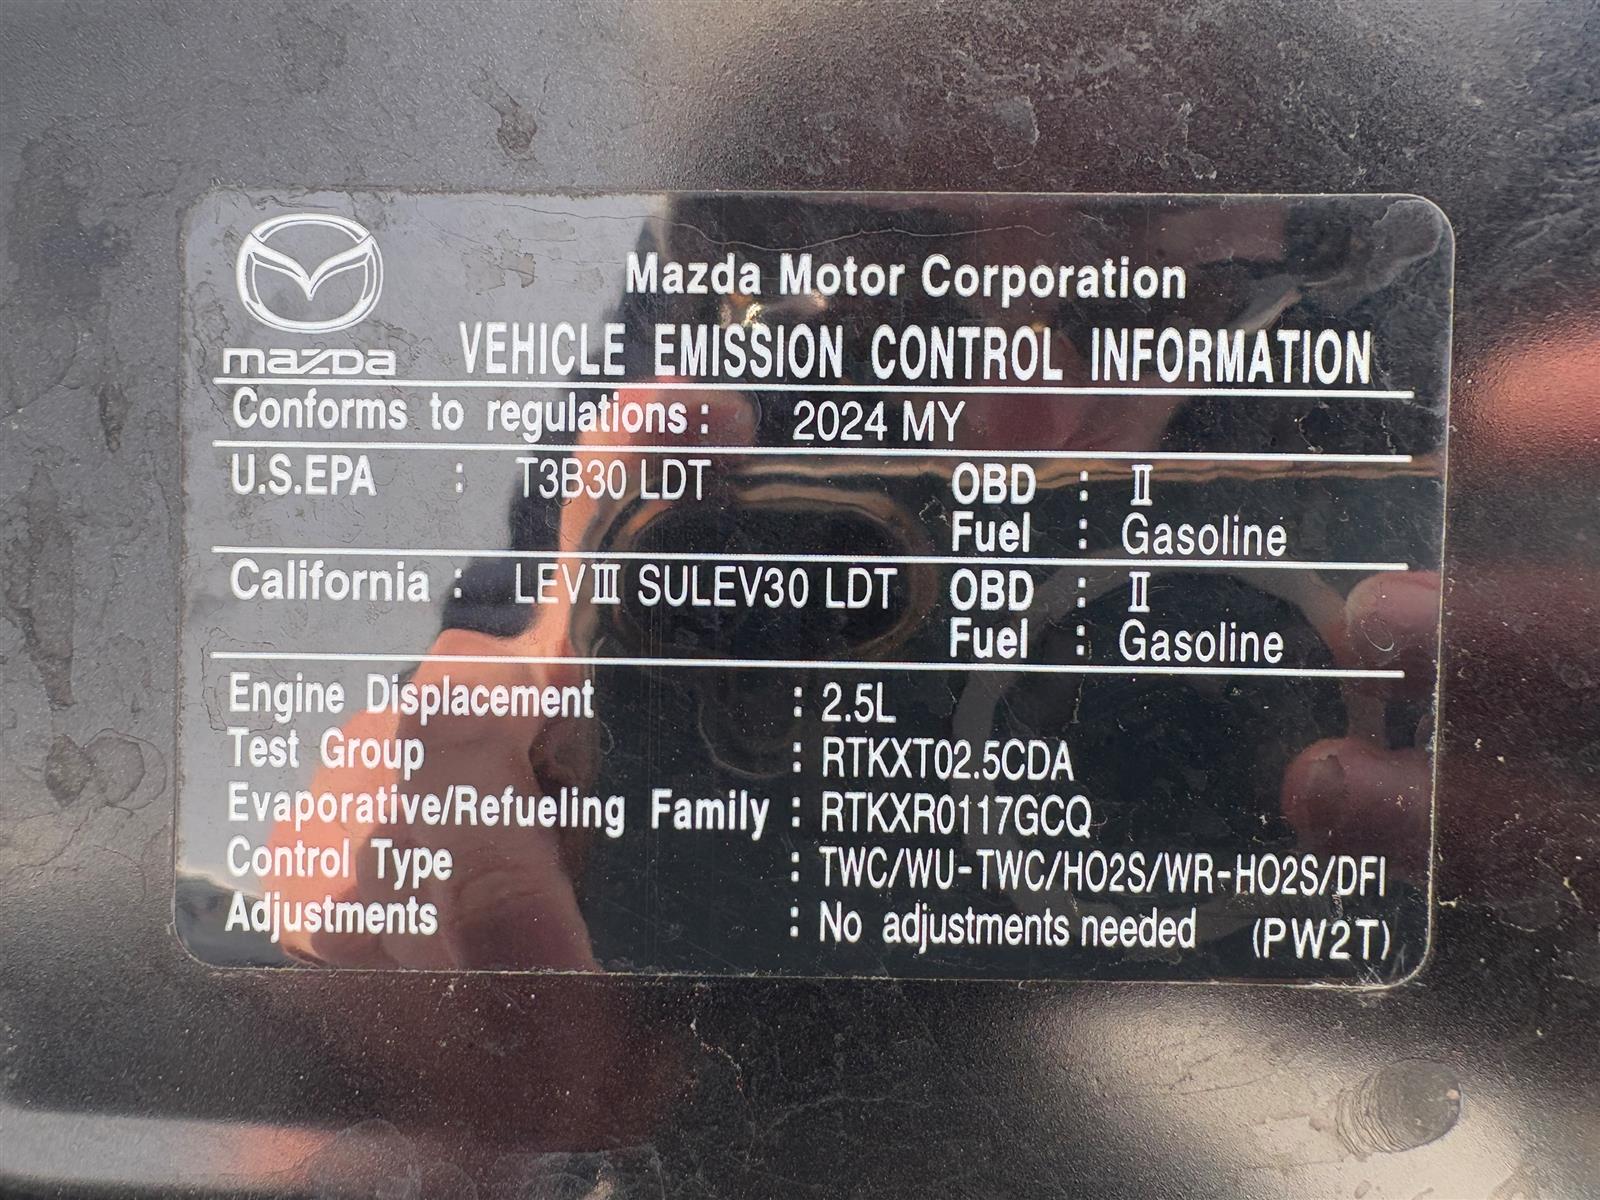 mazda
Mazda Motor Corporation
VEHICLE EMISSION CONTROL INFORMATION
Conforms to regulations : 2024 MY
U.S.EPA : T3B30 LDT OBD : II
Fuel : Gasoline
California : LEVIII SULEV30 LDT OBD : II
Fuel : Gasoline
Engine Displacement : 2.5L
Test Group : RTKXT02.5CDA
Evaporative/Refueling Family : RTKXR0117GCQ
Control Type : TWC/WU-TWC/HO2S/WR-HO2S/DFI
Adjustments : No adjustments needed (PW2T)